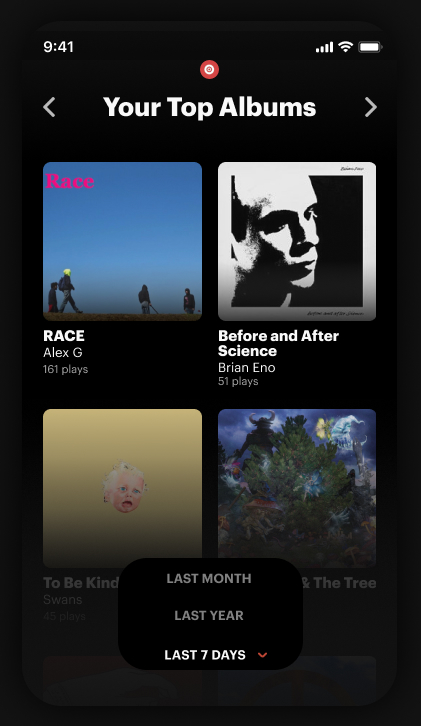 9:41
Your Top Albums
Race
RACE
Alex G
161 plays
Before and After
Science
Brian Eno
51 plays
To Be Kind
& The Tree
Swans
45 plays
LAST MONTH
LAST YEAR
LAST 7 DAYS